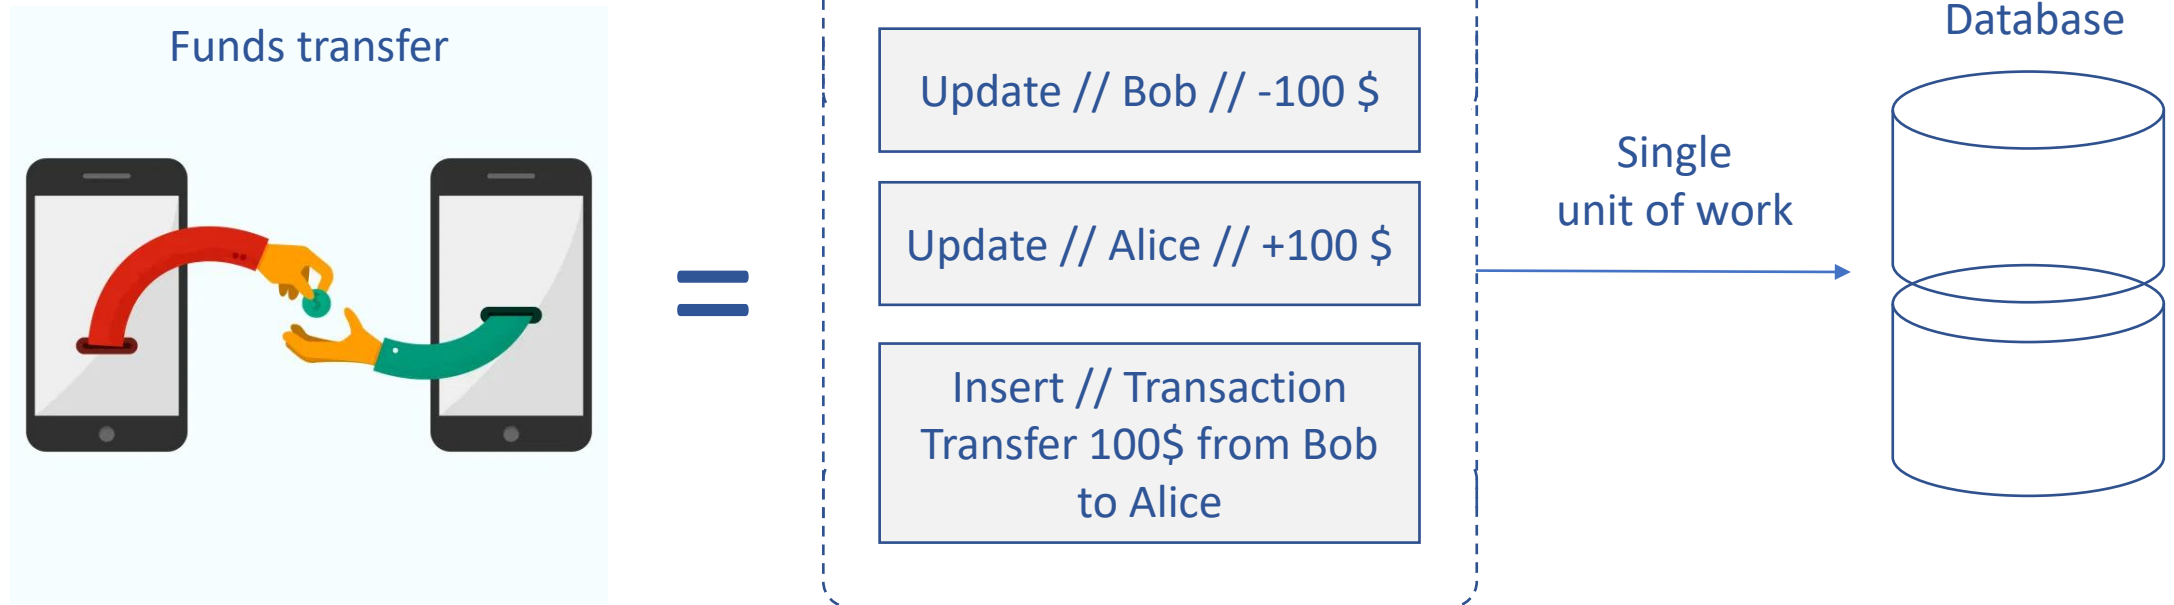 Funds transfer
Update // Bob // -100 $
Update // Alice // +100 $
Insert // Transaction
Transfer 100$ from Bob
to Alice
=
Single
unit of work
Database